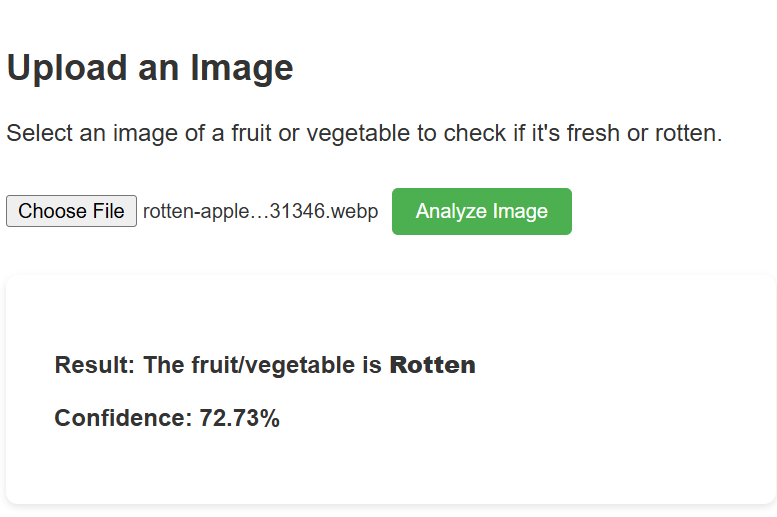 Upload an Image
Select an image of a fruit or vegetable to check if it's fresh or rotten.
Choose File rotten-apple…31346.webp Analyze Image
Result: The fruit/vegetable is Rotten
Confidence: 72.73%